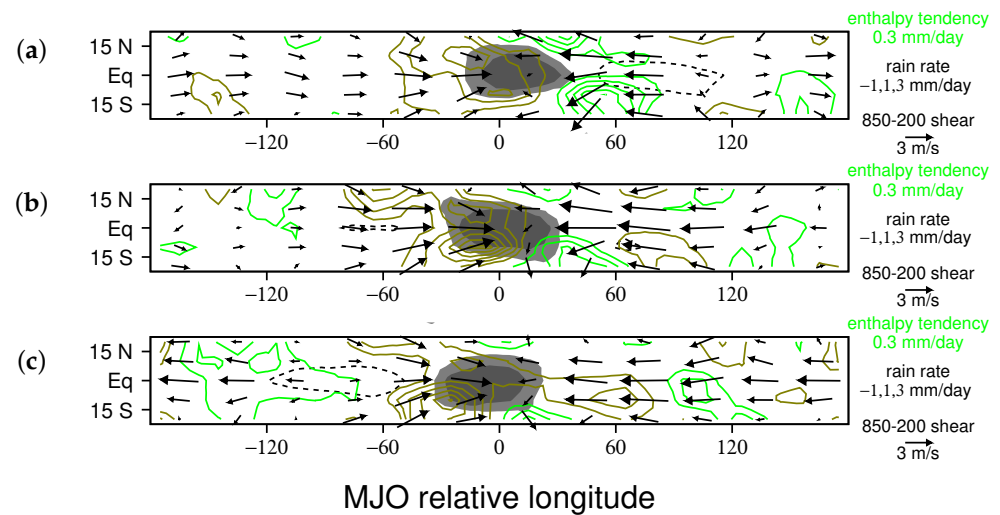 (a)
15 N
Eq
15 S
−120 −60 0 60 120
enthalpy tendency
0.3 mm/day
rain rate
−1,1,3 mm/day
850-200 shear
3 m/s
(b)
15 N
Eq
15 S
−120 −60 0 60 120
enthalpy tendency
0.3 mm/day
rain rate
−1,1,3 mm/day
850-200 shear
3 m/s
(c)
15 N
Eq
15 S
−120 −60 0 60 120
enthalpy tendency
0.3 mm/day
rain rate
−1,1,3 mm/day
850-200 shear
3 m/s
MJO relative longitude